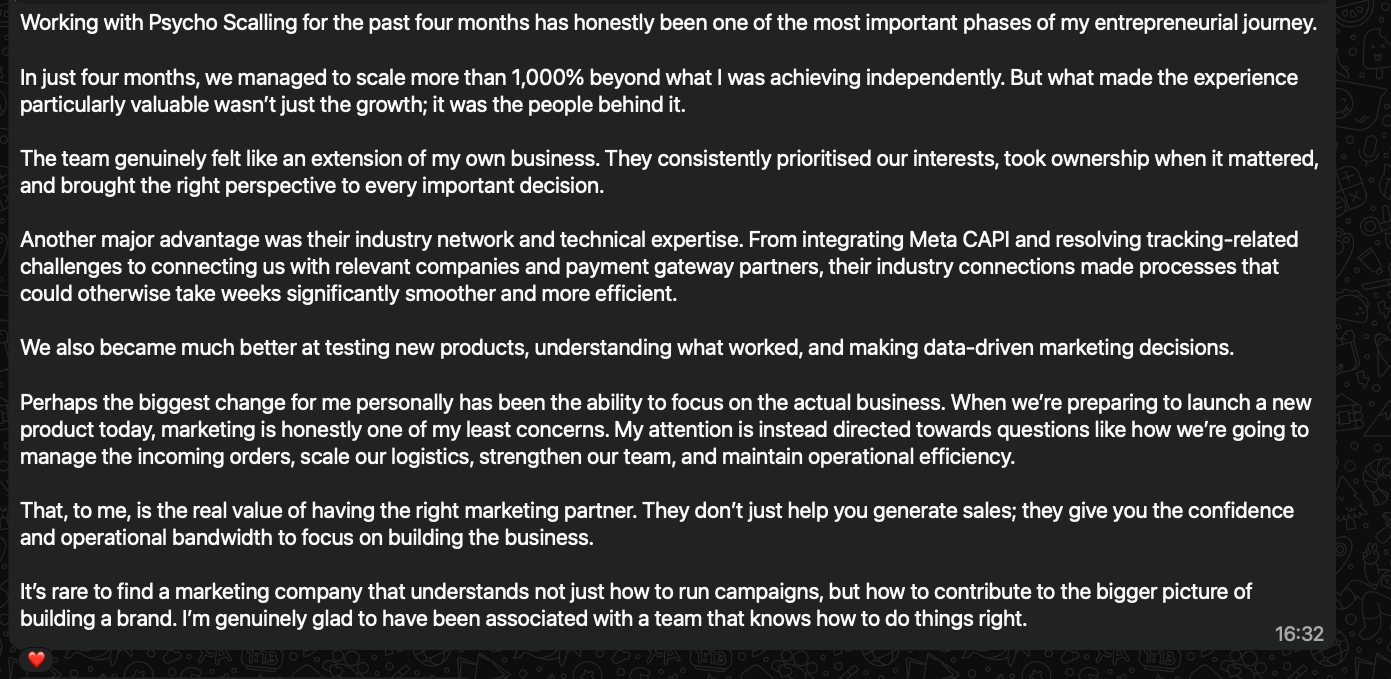 Working with Psycho Scalling for the past four months has honestly been one of the most important phases of my entrepreneurial journey.
In just four months, we managed to scale more than 1,000% beyond what I was achieving independently. But what made the experience
particularly valuable wasn’t just the growth; it was the people behind it.
The team genuinely felt like an extension of my own business. They consistently prioritised our interests, took ownership when it mattered,
and brought the right perspective to every important decision.
Another major advantage was their industry network and technical expertise. From integrating Meta CAPI and resolving tracking-related
challenges to connecting us with relevant companies and payment gateway partners, their industry connections made processes that
could otherwise take weeks significantly smoother and more efficient.
We also became much better at testing new products, understanding what worked, and making data-driven marketing decisions.
Perhaps the biggest change for me personally has been the ability to focus on the actual business. When we’re preparing to launch a new
product today, marketing is honestly one of my least concerns. My attention is instead directed towards questions like how we’re going to
manage the incoming orders, scale our logistics, strengthen our team, and maintain operational efficiency.
That, to me, is the real value of having the right marketing partner. They don’t just help you generate sales; they give you the confidence
and operational bandwidth to focus on building the business.
It’s rare to find a marketing company that understands not just how to run campaigns, but how to contribute to the bigger picture of
building a brand. I’m genuinely glad to have been associated with a team that knows how to do things right.
16:32